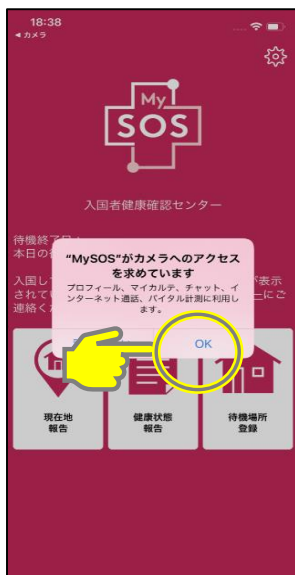 18:38
◀ カメラ
My
SOS
入国者健康確認センター
待機終了日:
本日の
"MySOS"がカメラへのアクセス
を求めています
プロフィール、マイカルテ、チャット、イ
ンターネット通話、バイタル計測に利用し
ます。
入国し
が表示
されて
ーにご
連絡く
OK
現在地
報告
健康状態
報告
待機場所
登録